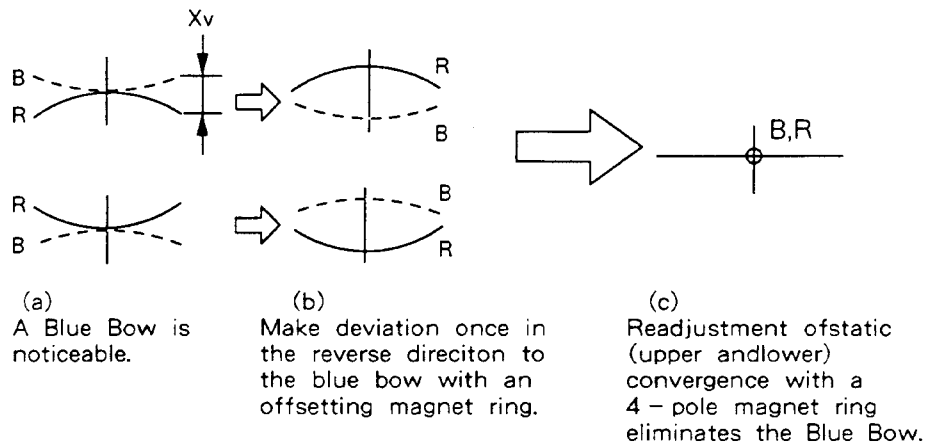 Xv
B
R
R
B
B,R
R
B
B
R
(a)
A Blue Bow is
noticeable.
(b)
Make deviation once in
the reverse direciton to
the blue bow with an
offsetting magnet ring.
(c)
Readjustment ofstatic
(upper andlower)
convergence with a
4 – pole magnet ring
eliminates the Blue Bow.